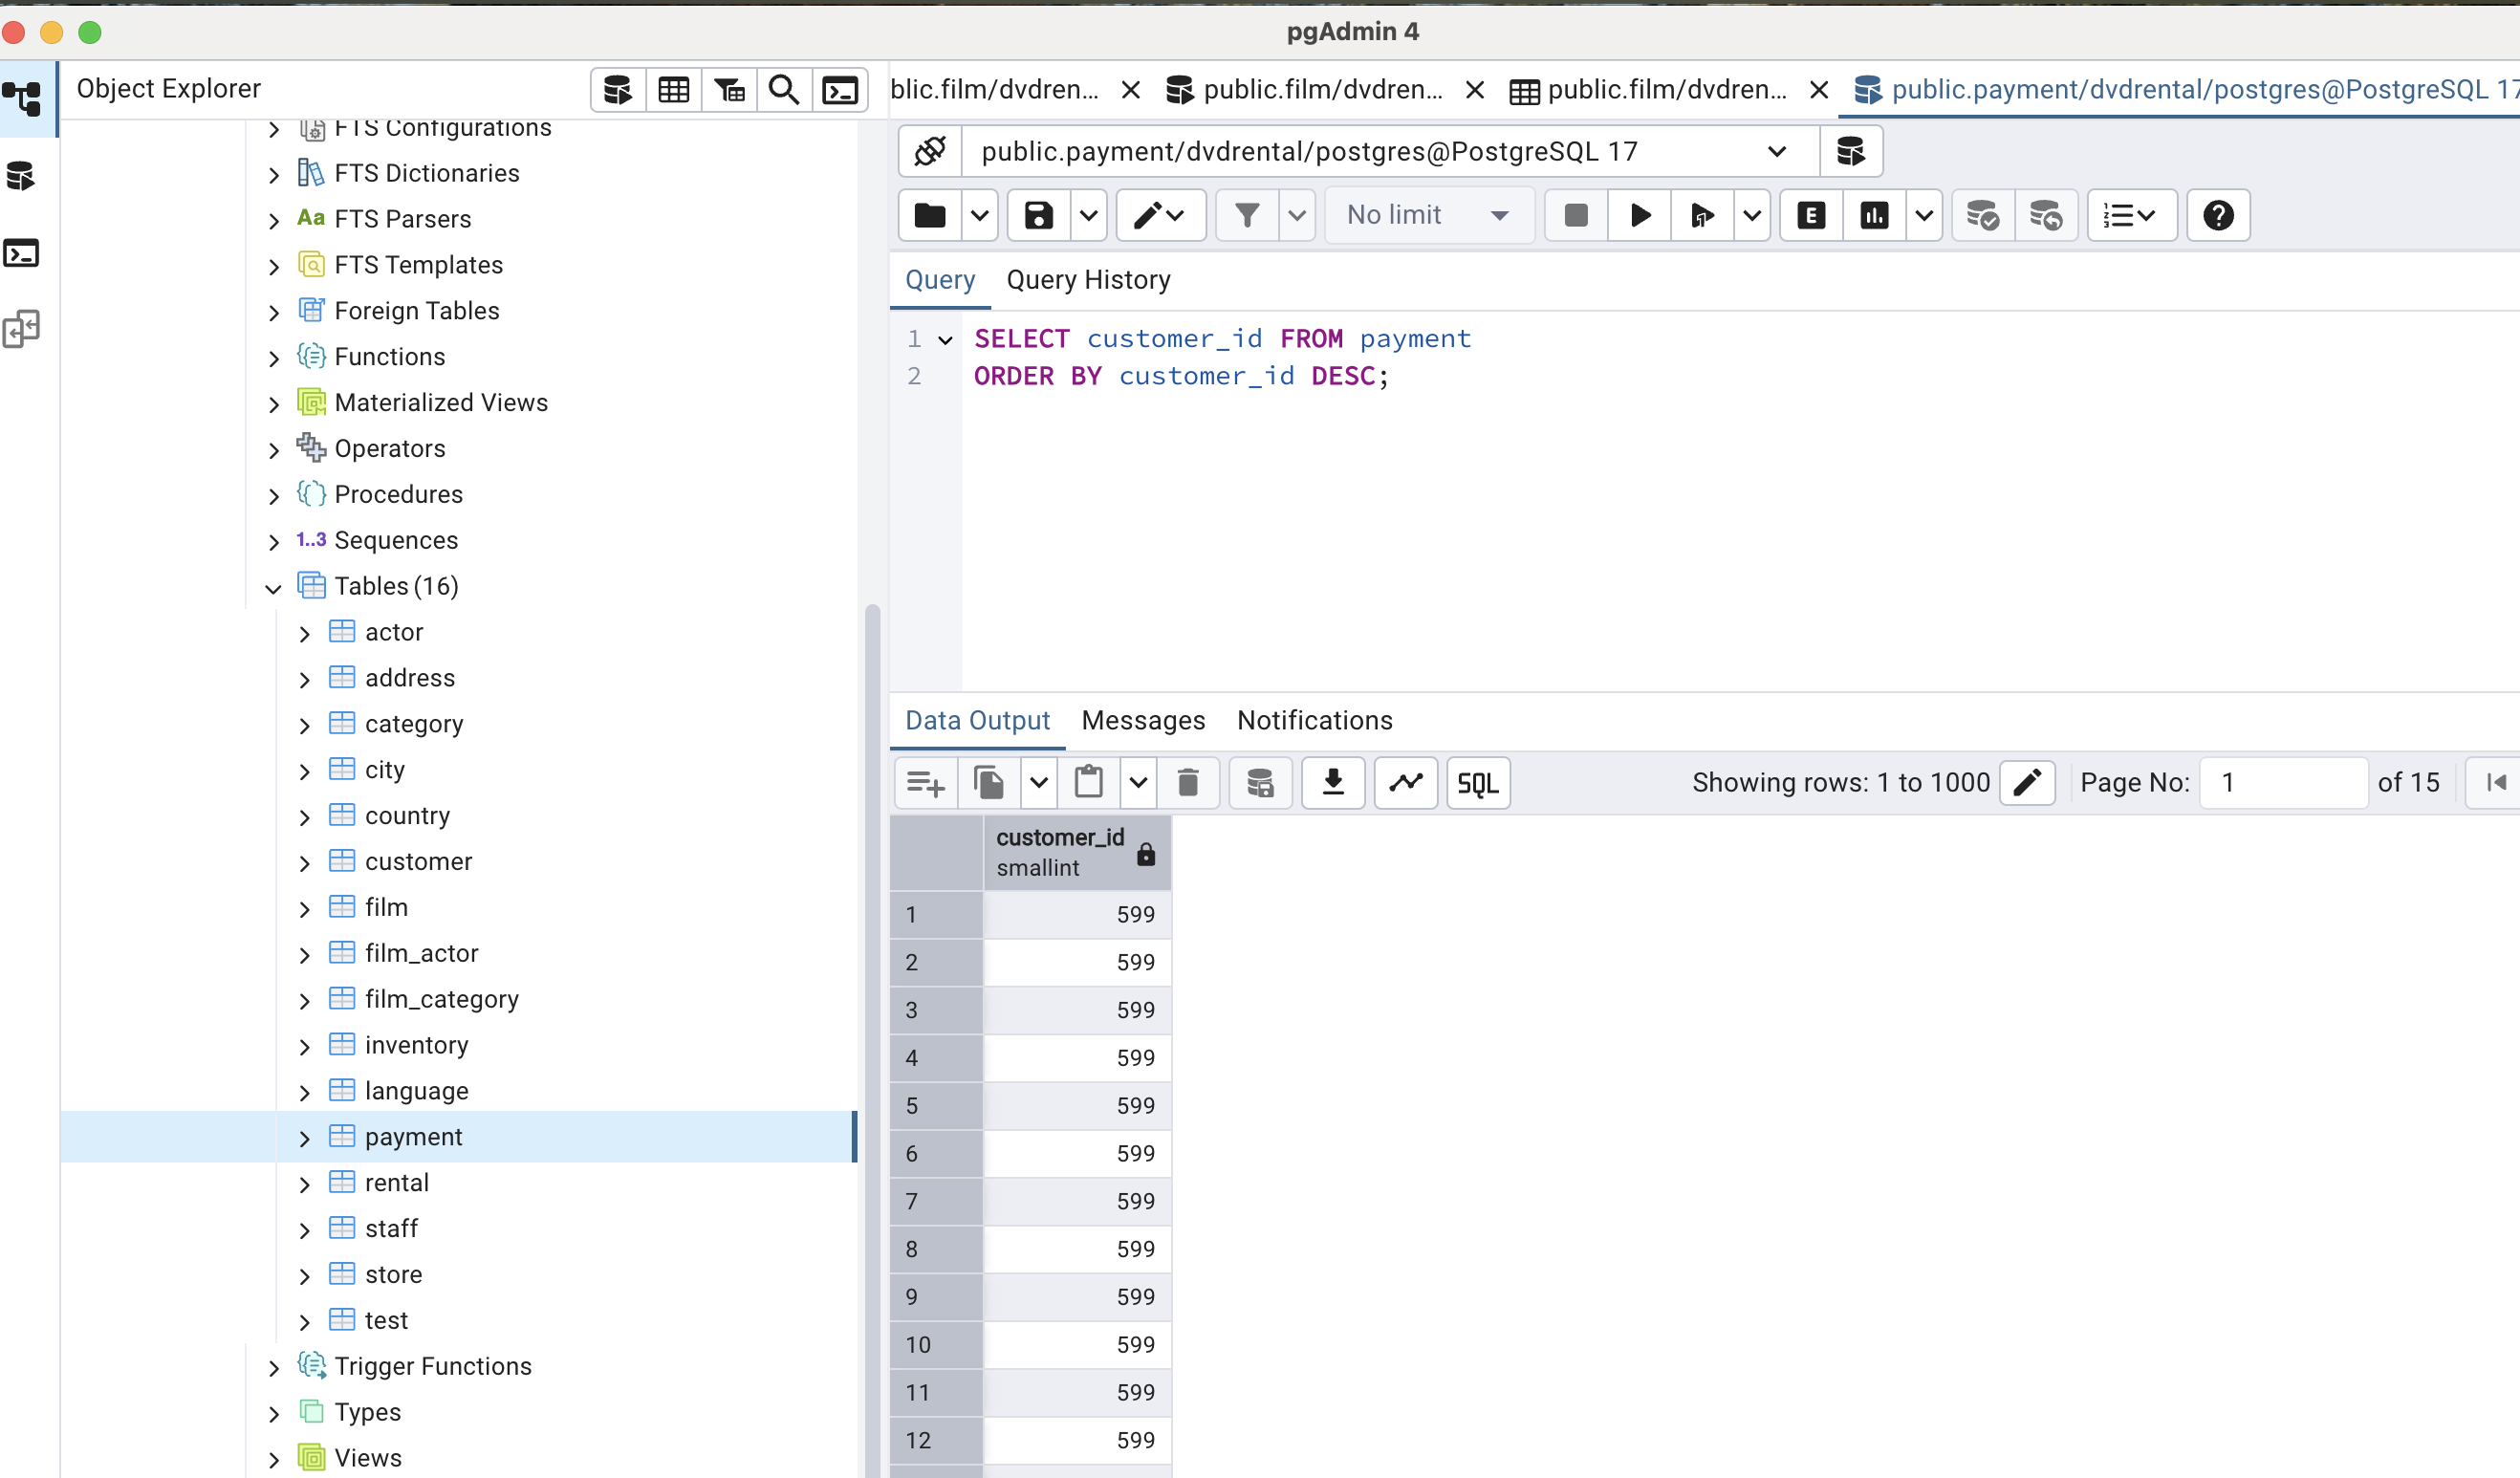 pgAdmin 4
Object Explorer
blic.film/dvdren...
public.film/dvdren...
public.film/dvdren...
public.payment/dvdrental/postgres@PostgreSQL 17
FTS Configurations
FTS Dictionaries
Aa FTS Parsers
FTS Templates
Foreign Tables
Functions
Materialized Views
Operators
Procedures
1..3 Sequences
Tables (16)
actor
address
category
city
country
customer
film
film_actor
film_category
inventory
language
payment
rental
staff
store
test
Trigger Functions
Types
Views
public.payment/dvdrental/postgres@PostgreSQL 17
No limit
E
Query
Query History
1 SELECT customer_id FROM payment
2 ORDER BY customer_id DESC;
Data Output
Messages
Notifications
SQL
Showing rows: 1 to 1000
Page No: 1 of 15
customer_id
smallint
1 599
2 599
3 599
4 599
5 599
6 599
7 599
8 599
9 599
10 599
11 599
12 599